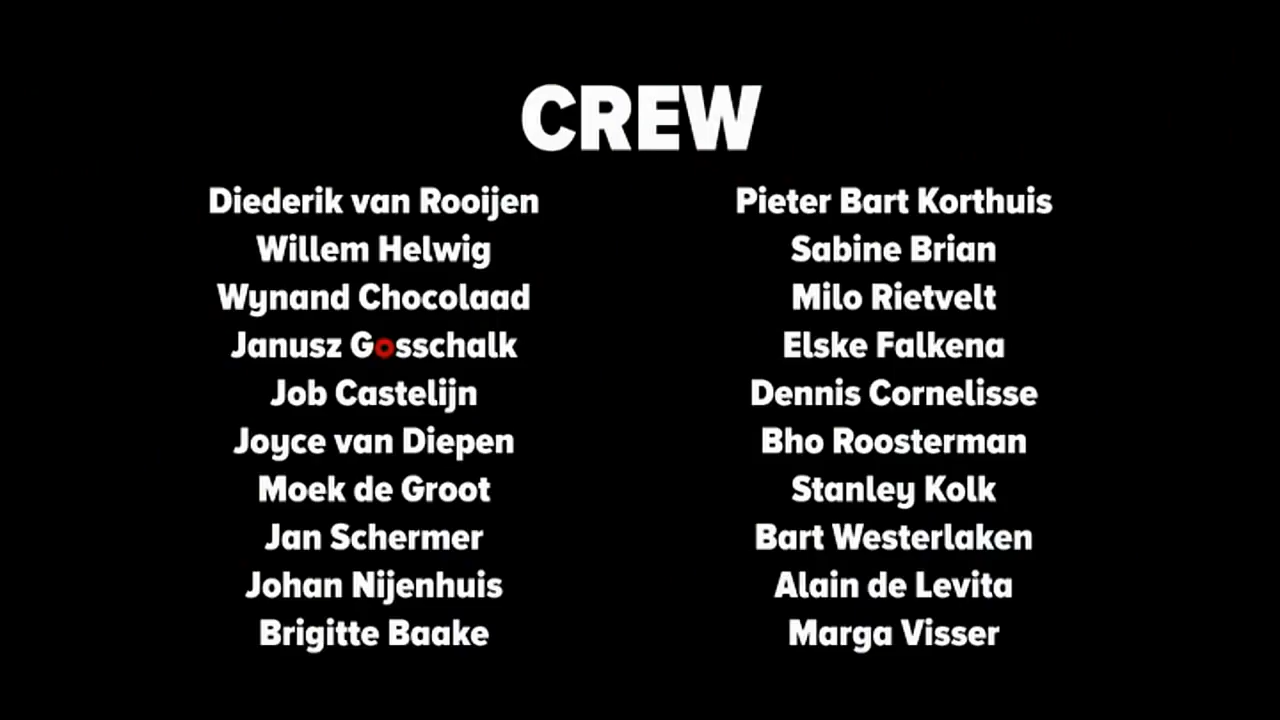 CREW
Diederik van Rooijen
Willem Helwig
Wynand Chocolaad
Janusz Gosschalk
Job Castelijn
Joyce van Diepen
Moek de Groot
Jan Schermer
Johan Nijenhuis
Brigitte Baake
Pieter Bart Korthuis
Sabine Brian
Milo Rietvelt
Elske Falkena
Dennis Cornelisse
Bho Roosterman
Stanley Kolk
Bart Westerlaken
Alain de Levita
Marga Visser